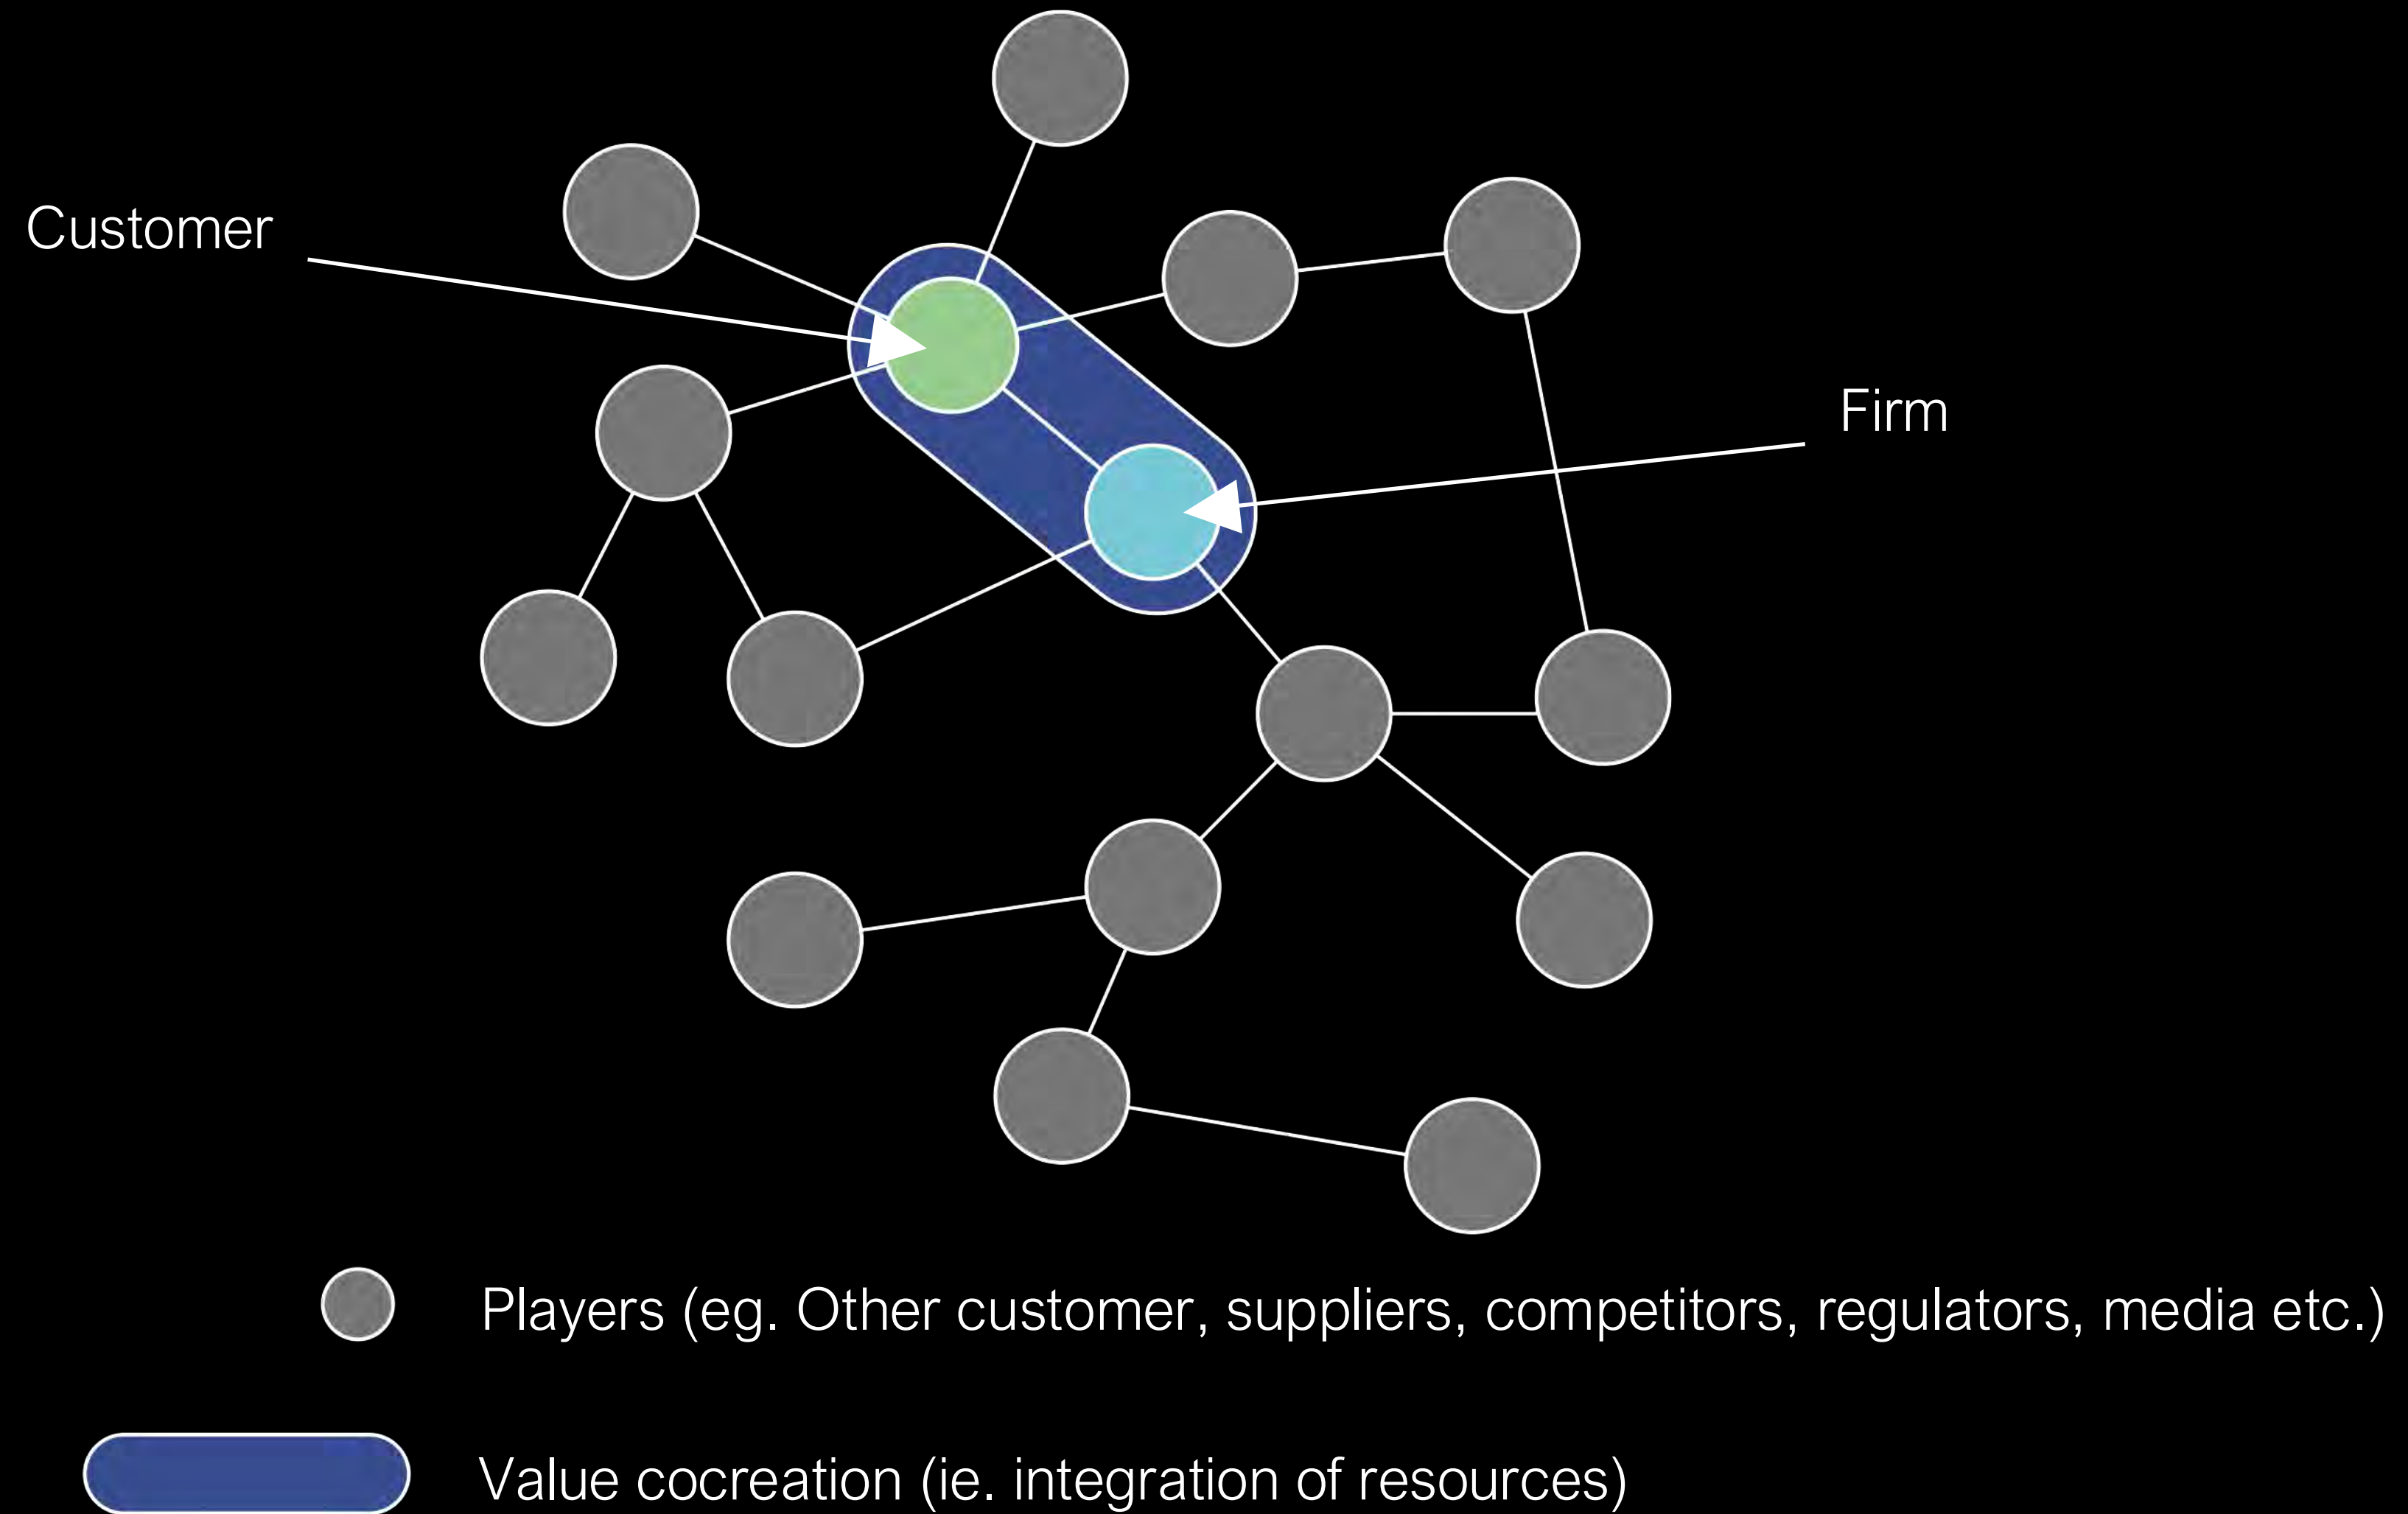 Customer
Firm
Players (eg. Other customer, suppliers, competitors, regulators, media etc.)
Value cocreation (ie. integration of resources)